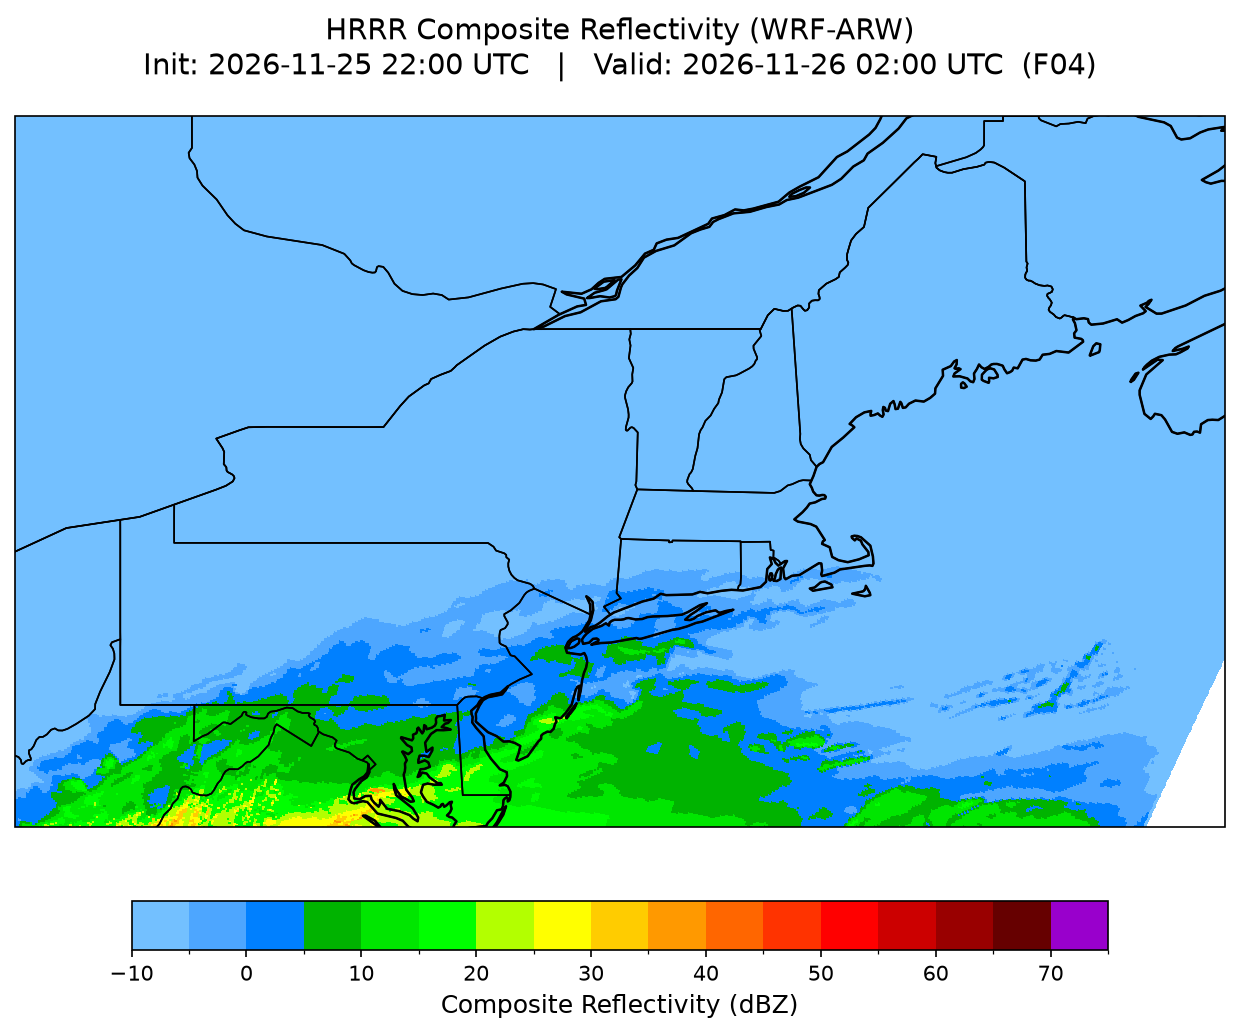 HRRR Composite Reflectivity (WRF-ARW)
Init: 2026-11-25 22:00 UTC   |   Valid: 2026-11-26 02:00 UTC  (F04)
−10 0 10 20 30 40 50 60 70
Composite Reflectivity (dBZ)